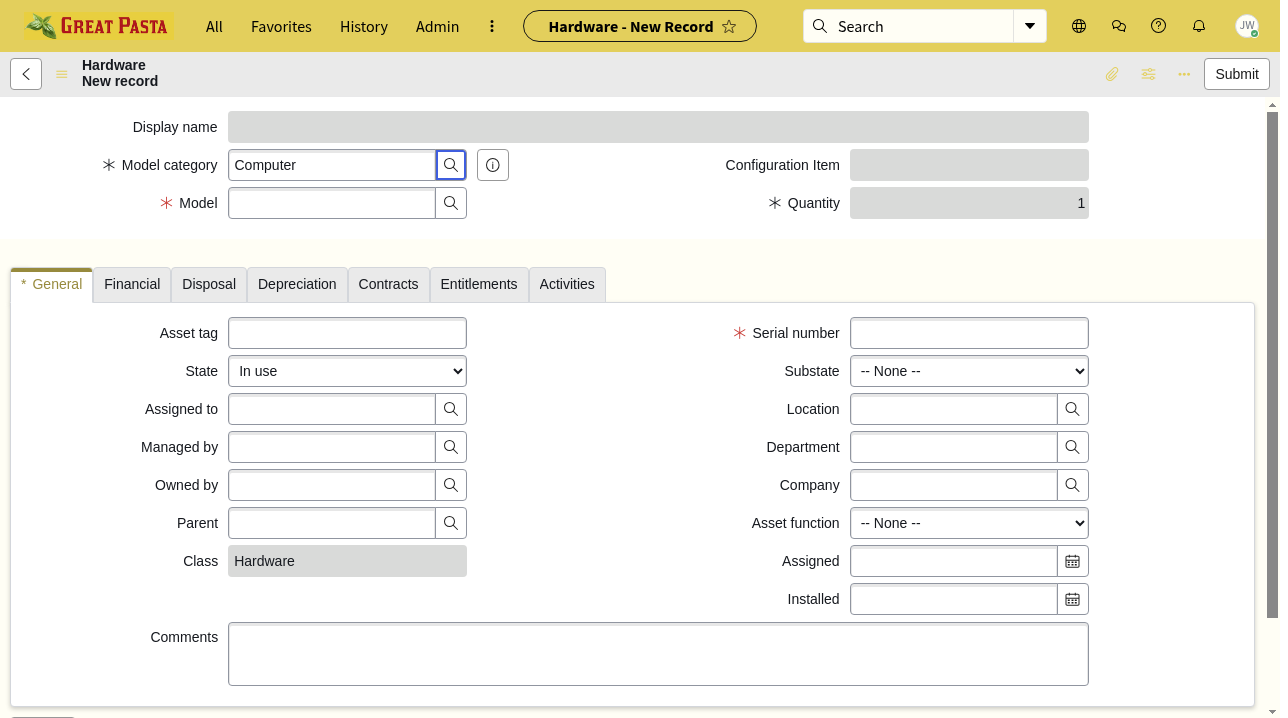 GREAT PASTA All Favorites History Admin Hardware - New Record Search JW
Hardware
New record
Submit
Display name
Model category Computer Configuration Item
Model Quantity 1
* General Financial Disposal Depreciation Contracts Entitlements Activities
Asset tag Serial number
State In use Substate -- None --
Assigned to Location
Managed by Department
Owned by Company
Parent Asset function -- None --
Class Hardware Assigned
Installed
Comments